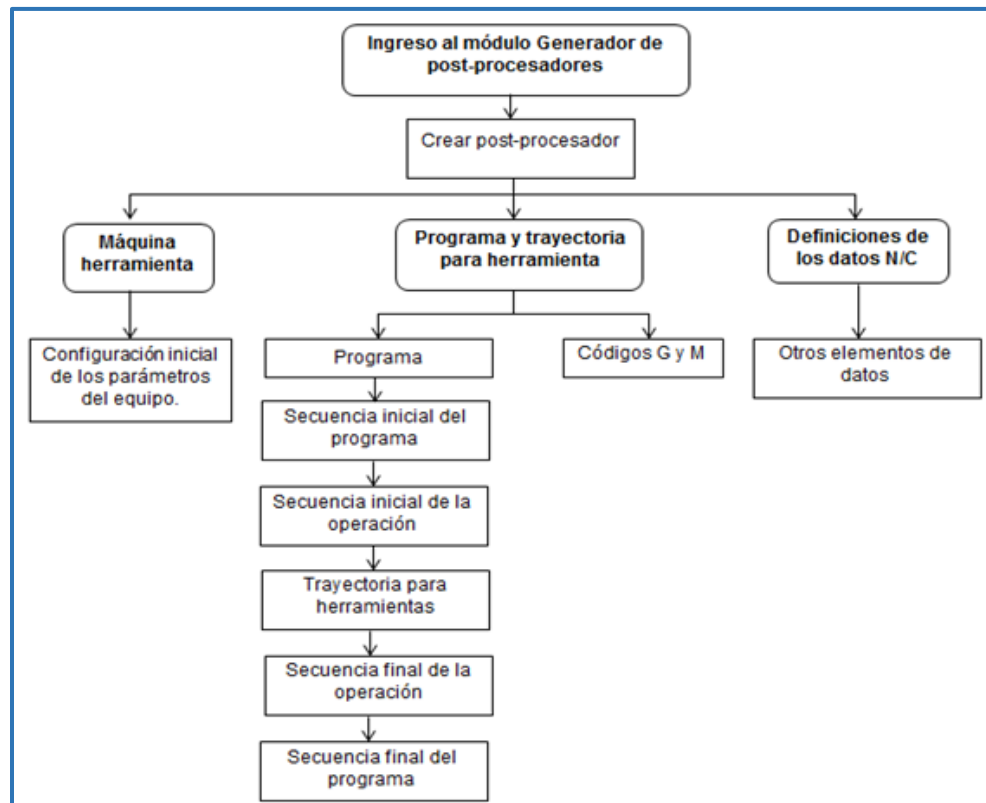 Ingreso al módulo Generador de
post-procesadores
Crear post-procesador
Máquina
herramienta
Programa y trayectoria
para herramienta
Definiciones de
los datos N/C
Configuración inicial
de los parámetros
del equipo.
Programa
Códigos G y M
Otros elementos de
datos
Secuencia inicial del
programa
Secuencia inicial de la
operación
Trayectoria para
herramientas
Secuencia final de la
operación
Secuencia final del
programa